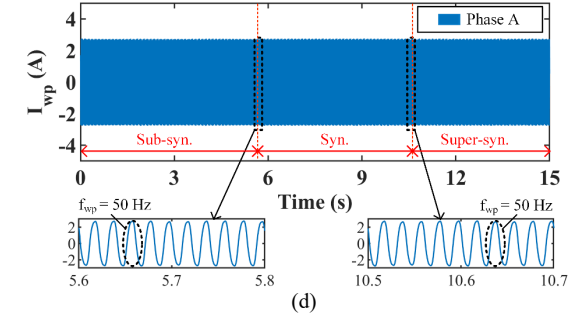 4
2
0
-2
-4
I_wp (A)
Phase A
Sub-syn.
Syn.
Super-syn.
0 3 6 9 12 15
Time (s)
f_wp = 50 Hz
2
0
-2
5.6 5.7 5.8
f_wp = 50 Hz
2
0
-2
10.5 10.6 10.7
(d)